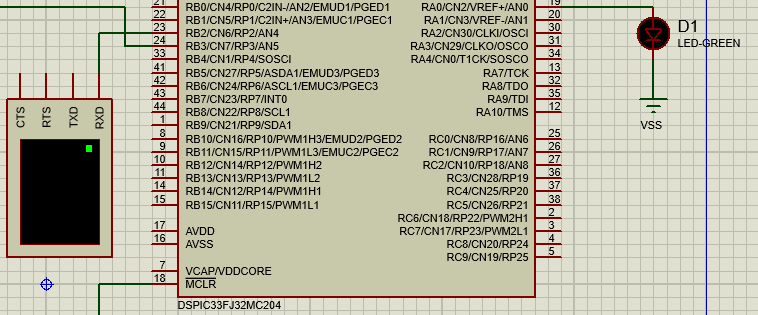 21 RB0/CN4/RP0/C2IN-/AN2/EMUD1/PGED1 RA0/CN2/VREF+/AN0 19
22 RB1/CN5/RP1/C2IN+/AN3/EMUC1/PGEC1 RA1/CN3/VREF-/AN1 20
23 RB2/CN6/RP2/AN4 RA2/CN30/CLKI/OSCI 30
24 RB3/CN7/RP3/AN5 RA3/CN29/CLKO/OSCO 31
33 RB4/CN1/RP4/SOSCI RA4/CN0/T1CK/SOSCO 34
41 RB5/CN27/RP5/ASDA1/EMUD3/PGED3 RA7/TCK 13
42 RB6/CN24/RP6/ASCL1/EMUC3/PGEC3 RA8/TDO 32
43 RB7/CN23/RP7/INT0 RA9/TDI 35
44 RB8/CN22/RP8/SCL1 RA10/TMS 12
1 RB9/CN21/RP9/SDA1
8 RB10/CN16/RP10/PWM1H3/EMUD2/PGED2 RC0/CN8/RP16/AN6 25
9 RB11/CN15/RP11/PWM1L3/EMUC2/PGEC2 RC1/CN9/RP17/AN7 26
10 RB12/CN14/RP12/PWM1H2 RC2/CN10/RP18/AN8 27
11 RB13/CN13/RP13/PWM1L2 RC3/CN28/RP19 36
14 RB14/CN12/RP14/PWM1H1 RC4/CN25/RP20 37
15 RB15/CN11/RP15/PWM1L1 RC5/CN26/RP21 38
RC6/CN18/RP22/PWM2H1 2
17 AVDD RC7/CN17/RP23/PWM2L1 3
16 AVSS RC8/CN20/RP24 4
RC9/CN19/RP25 5
7 VCAP/VDDCORE
18 MCLR
DSPIC33FJ32MC204
CTS
RTS
TXD
RXD
D1
LED-GREEN
VSS